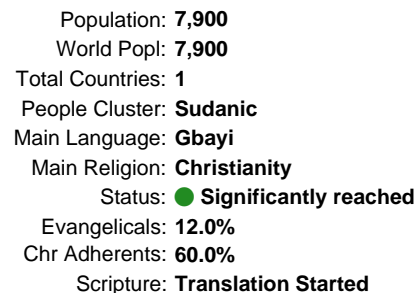 Population: 7,900
World Popl: 7,900
Total Countries: 1
People Cluster: Sudanic
Main Language: Gbayi
Main Religion: Christianity
Status: Significantly reached
Evangelicals: 12.0%
Chr Adherents: 60.0%
Scripture: Translation Started